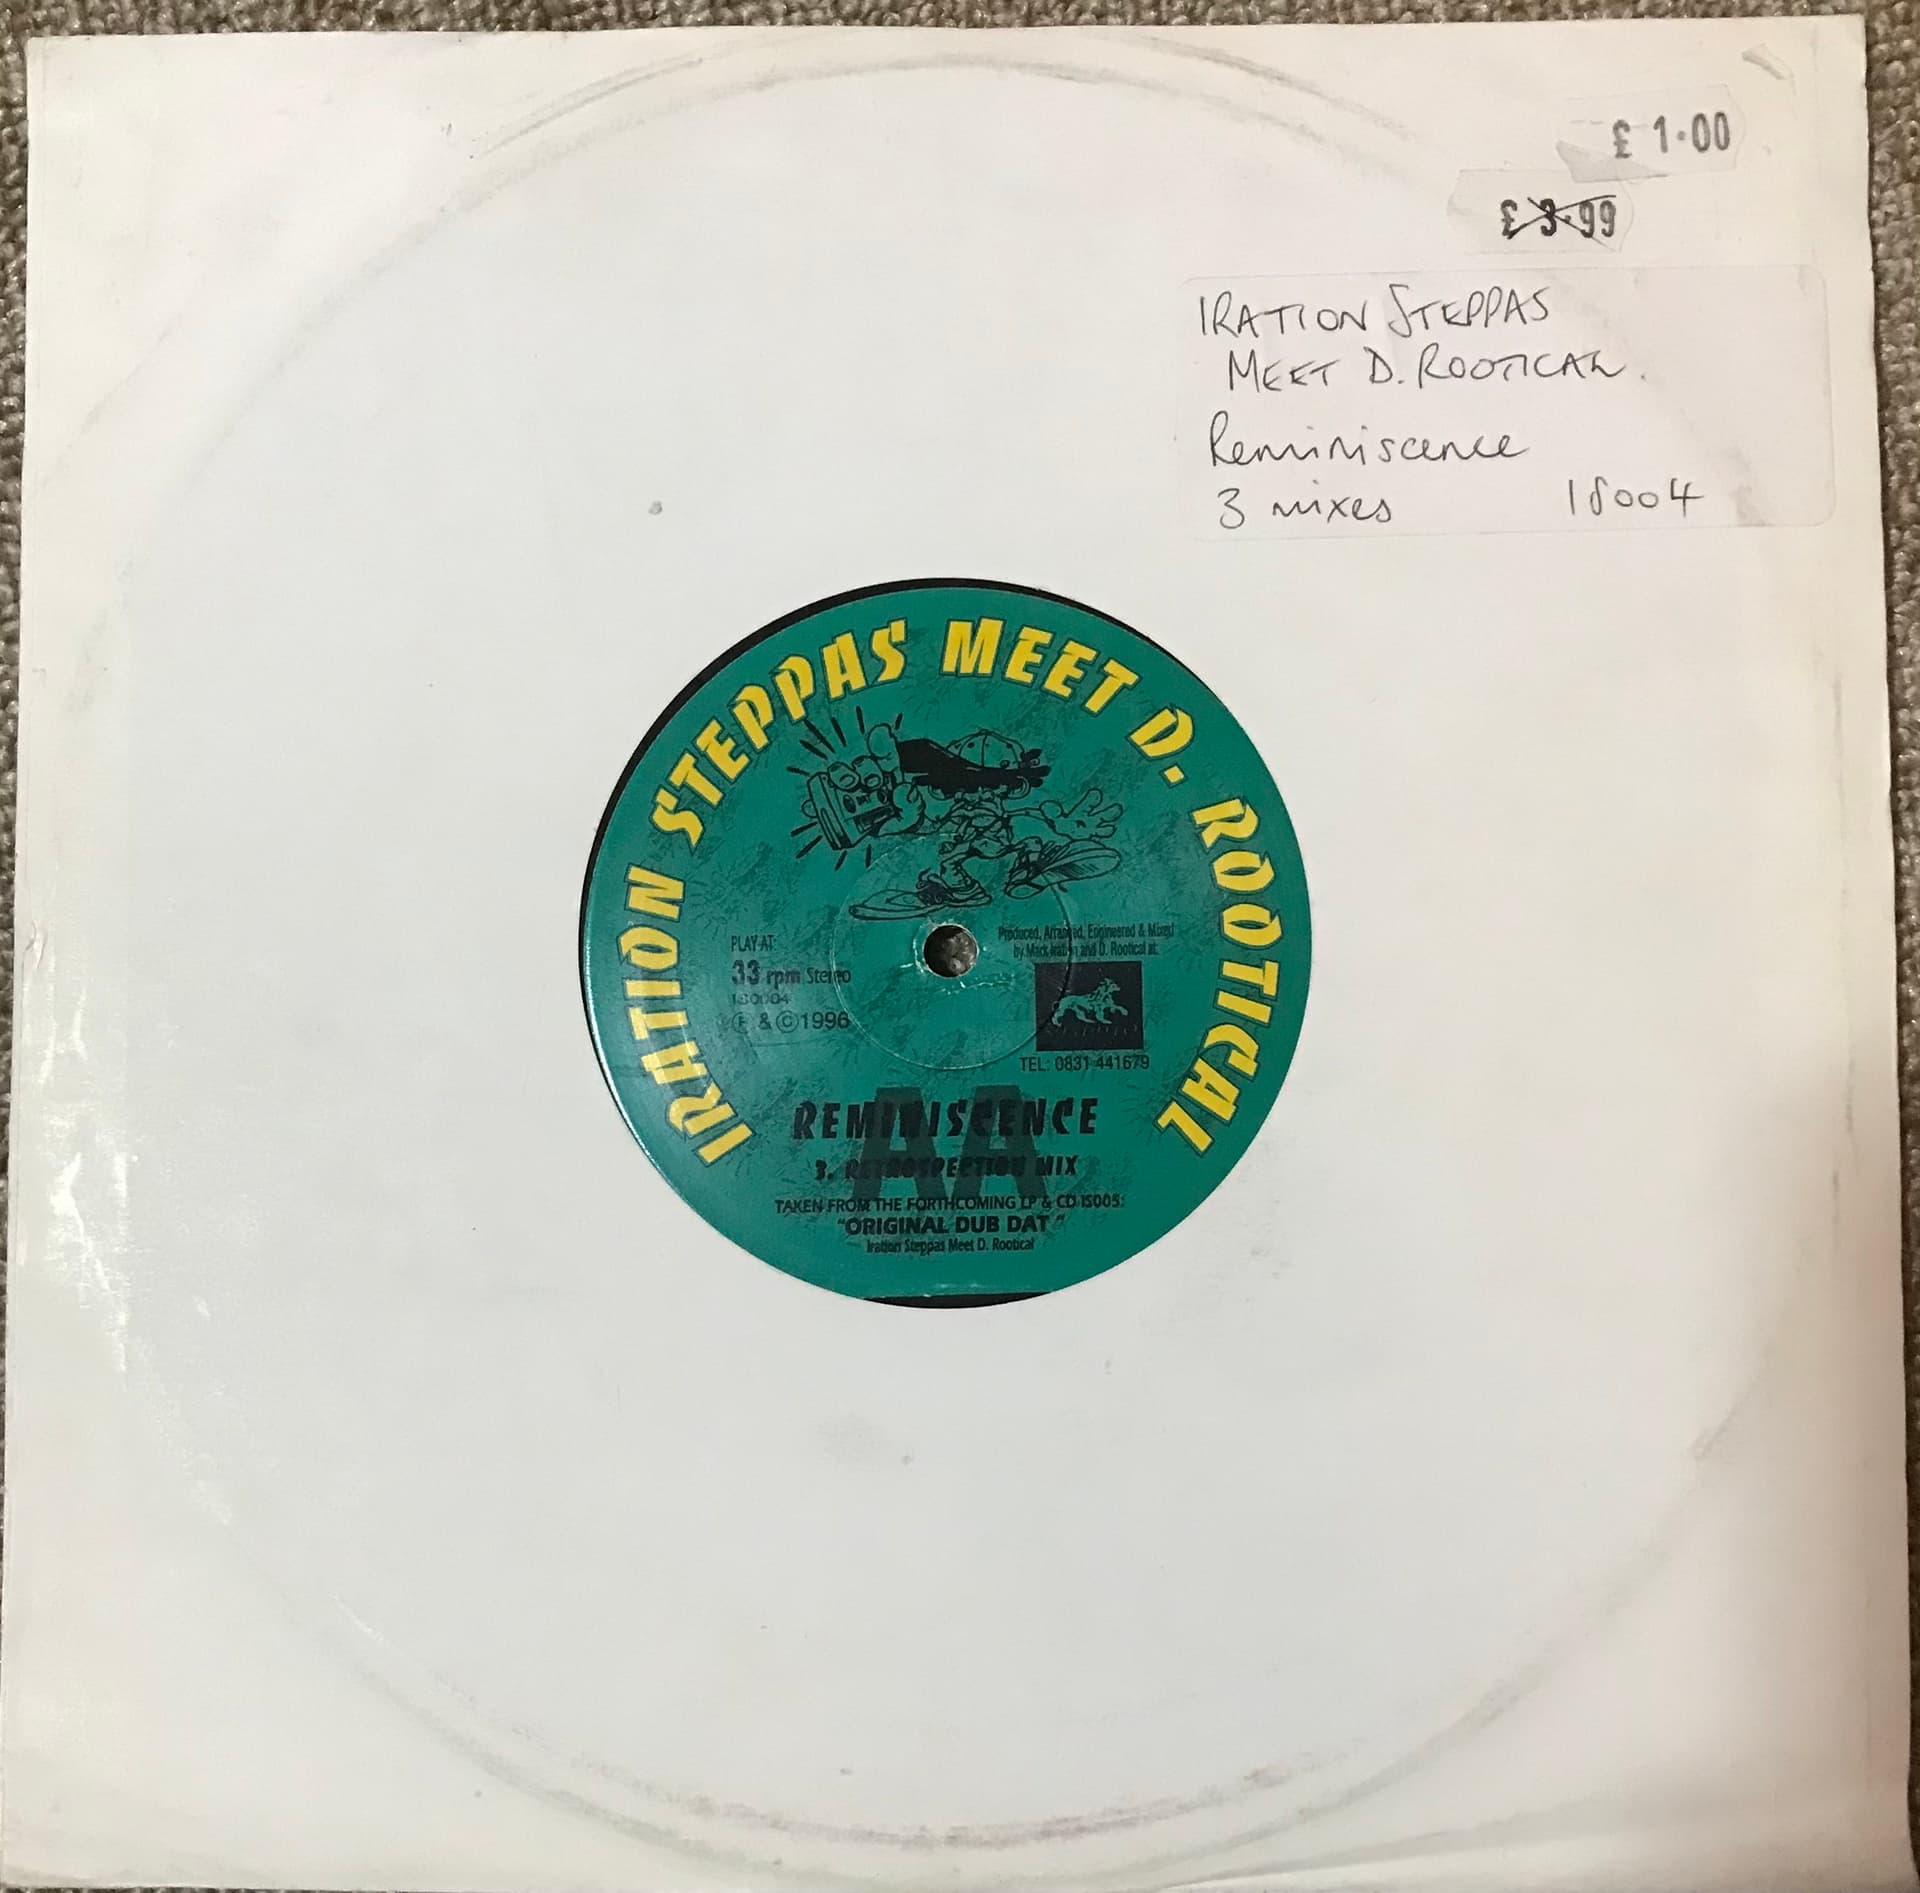 £ 1·00
£ 3·99
IRATION STEPPAS
MEET D. ROOTICAL.
Reminiscence
3 mixes IS004
IRATION STEPPAS MEET D. ROOTICAL
PLAY AT:
33 rpm Stereo
IS0004
Ⓟ & ©1996
Produced, Arranged, Engineered & Mixed
by Mark Iration and D. Rootical at:
TEL: 0831 441679
AA
REMINISCENCE
3. RETROSPECTION MIX
TAKEN FROM THE FORTHCOMING LP & CD IS005:
"ORIGINAL DUB DAT"
Iration Steppas Meet D. Rootical